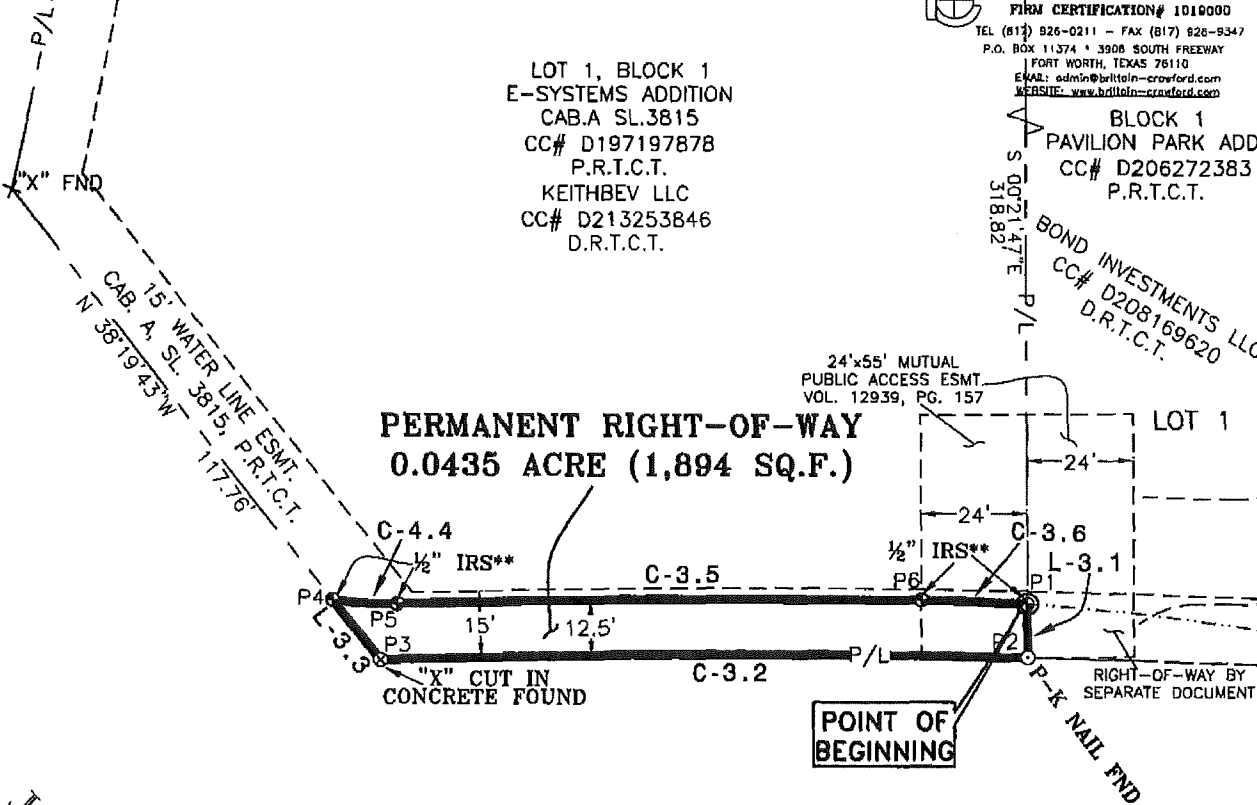 FIRM CERTIFICATION# 1019000
TEL (817) 926-0211 - FAX (817) 926-9347
P.O. BOX 11374 * 3908 SOUTH FREEWAY
FORT WORTH, TEXAS 76110
EMAIL: admin@brittain-crawford.com
WEBSITE: www.brittain-crawford.com
P/L
LOT 1, BLOCK 1
E-SYSTEMS ADDITION
CAB.A SL.3815
CC# D197197878
P.R.T.C.T.
KEITHBEV LLC
CC# D213253846
D.R.T.C.T.
BLOCK 1
PAVILION PARK ADD
CC# D206272383
P.R.T.C.T.
"X" FND
S 00°21'47"E
318.82'
P/L
BOND INVESTMENTS LLC
CC# D208169620
D.R.T.C.T.
15' WATER LINE ESMT.
CAB. A, SL. 3815, P.R.T.C.T.
N 38°19'43"W
117.76'
24'x55' MUTUAL
PUBLIC ACCESS ESMT
VOL. 12939, PG. 157
LOT 1
PERMANENT RIGHT-OF-WAY
0.0435 ACRE (1,894 SQ.F.)
24'
24'
C-4.4
C-3.6
½" IRS**
½" IRS**
L-3.1
C-3.5
P4
P5
P6
P1
L-3.3
15'
12.5'
P3
P2
P/L
"X" CUT IN
CONCRETE FOUND
C-3.2
RIGHT-OF-WAY BY
SEPARATE DOCUMENT
POINT OF
BEGINNING
P-K NAIL FND